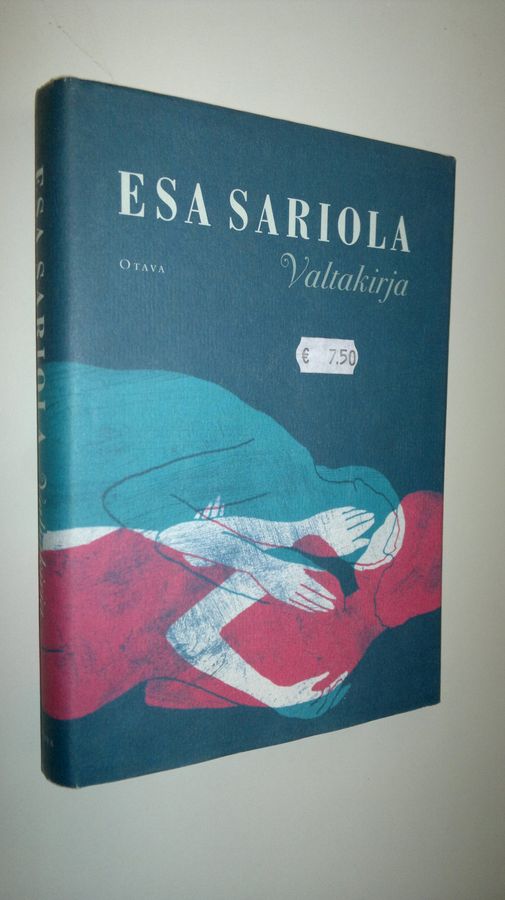 ESA SARIOLA
OTAVA
Valtakirja
€ 7.50
ESA SARIOLA